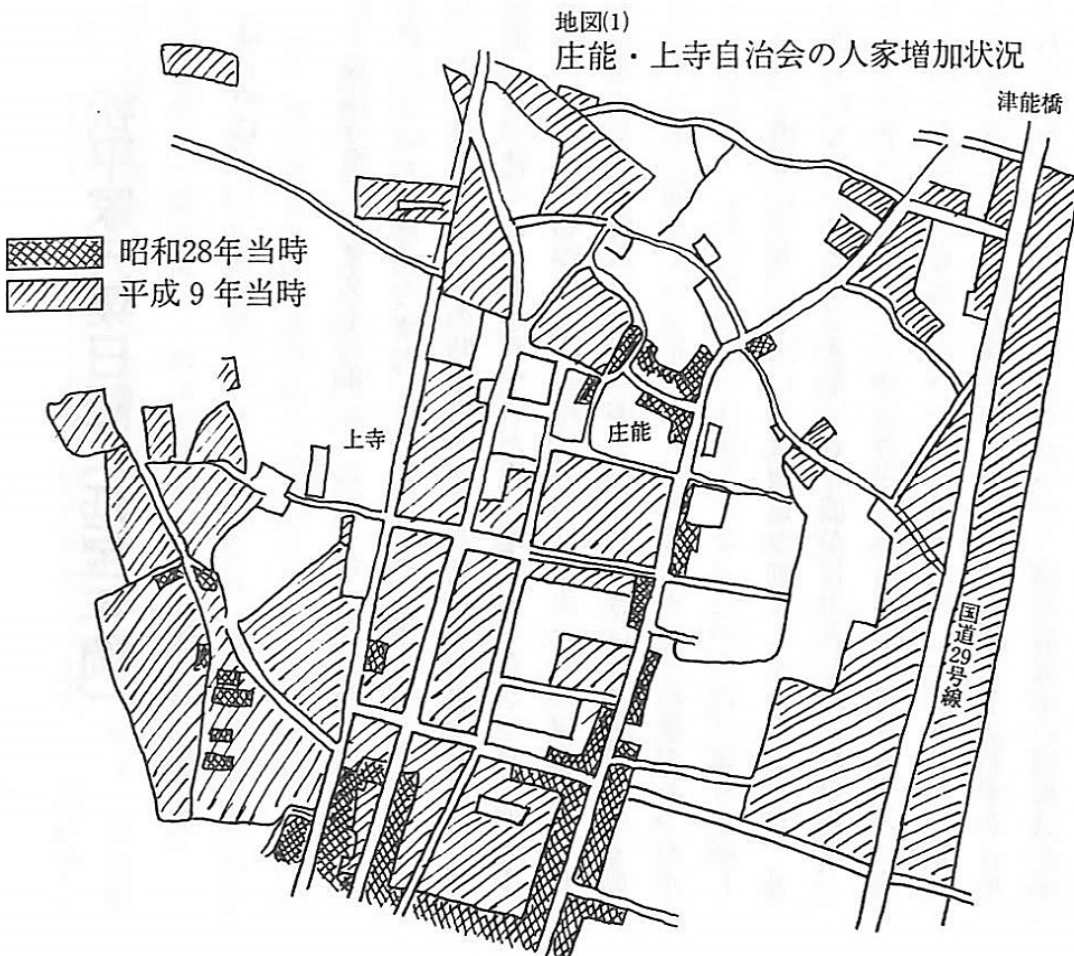 地図(1)
庄能・上寺自治会の人家増加状況
津能橋
昭和28年当時
平成9年当時
上寺
庄能
国道29号線